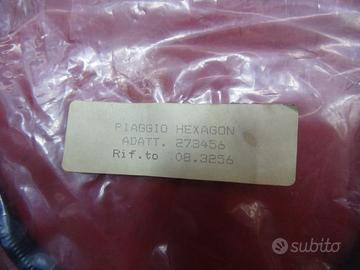 PIAGGIO HEXAGON
ADATT. 273456
Rif.to 08.3256
subito